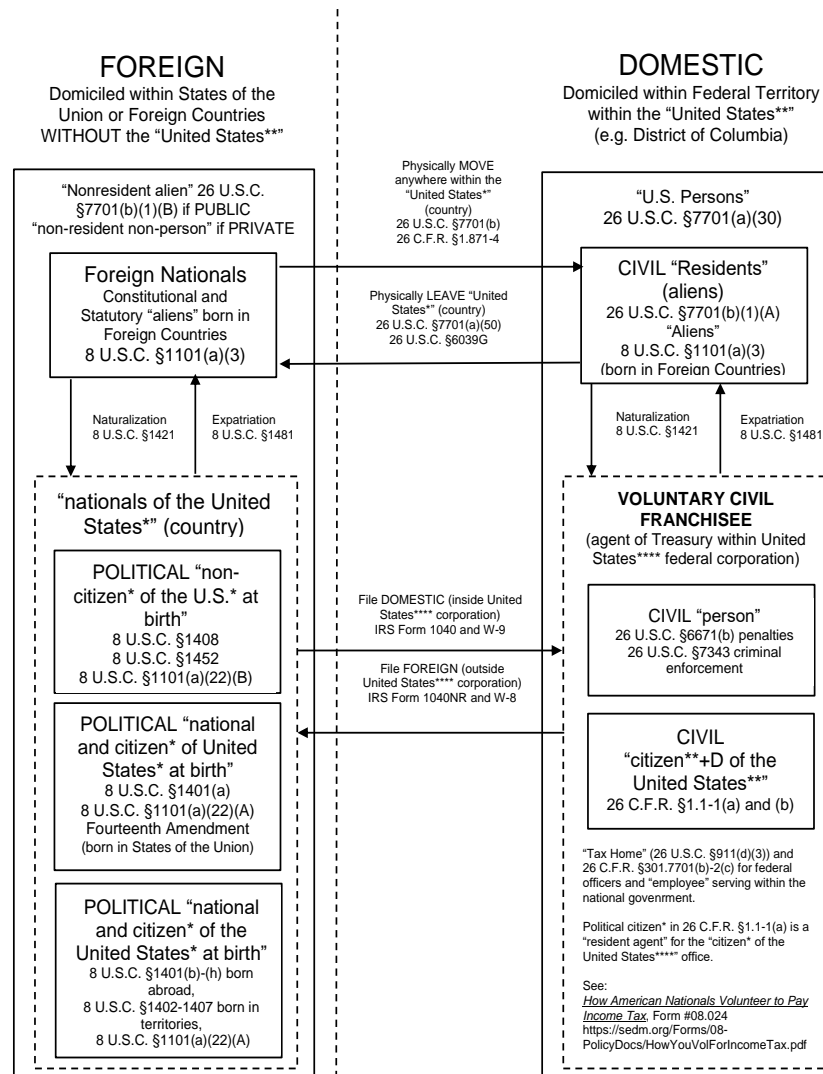 FOREIGN
Domiciled within States of the
Union or Foreign Countries
WITHOUT the “United States**”
DOMESTIC
Domiciled within Federal Territory
within the “United States**”
(e.g. District of Columbia)
“Nonresident alien” 26 U.S.C.
§7701(b)(1)(B) if PUBLIC
“non-resident non-person” if PRIVATE
Foreign Nationals
Constitutional and
Statutory “aliens” born in
Foreign Countries
8 U.S.C. §1101(a)(3)
Physically MOVE
anywhere within the
“United States*”
(country)
26 U.S.C. §7701(b)
26 C.F.R. §1.871-4
Physically LEAVE “United
States*” (country)
26 U.S.C. §7701(a)(50)
26 U.S.C. §6039G
“U.S. Persons”
26 U.S.C. §7701(a)(30)
CIVIL “Residents”
(aliens)
26 U.S.C. §7701(b)(1)(A)
“Aliens”
8 U.S.C. §1101(a)(3)
(born in Foreign Countries)
Naturalization
8 U.S.C. §1421
Expatriation
8 U.S.C. §1481
Naturalization
8 U.S.C. §1421
Expatriation
8 U.S.C. §1481
“nationals of the United
States*” (country)
POLITICAL “non-
citizen* of the U.S.* at
birth”
8 U.S.C. §1408
8 U.S.C. §1452
8 U.S.C. §1101(a)(22)(B)
POLITICAL “national
and citizen* of United
States* at birth”
8 U.S.C. §1401(a)
8 U.S.C. §1101(a)(22)(A)
Fourteenth Amendment
(born in States of the Union)
POLITICAL “national
and citizen* of the
United States* at birth”
8 U.S.C. §1401(b)-(h) born
abroad,
8 U.S.C. §1402-1407 born in
territories,
8 U.S.C. §1101(a)(22)(A)
File DOMESTIC (inside United
States**** corporation)
IRS Form 1040 and W-9
File FOREIGN (outside
United States**** corporation)
IRS Form 1040NR and W-8
VOLUNTARY CIVIL
FRANCHISEE
(agent of Treasury within United
States**** federal corporation)
CIVIL “person”
26 U.S.C. §6671(b) penalties
26 U.S.C. §7343 criminal
enforcement
CIVIL
“citizen**+D of the
United States**”
26 C.F.R. §1.1-1(a) and (b)
“Tax Home” (26 U.S.C. §911(d)(3)) and
26 C.F.R. §301.7701(b)-2(c) for federal
officers and “employee” serving within the
national govenrment.
Political citizen* in 26 C.F.R. §1.1-1(a) is a
“resident agent” for the “citizen* of the
United States****” office.
See:
How American Nationals Volunteer to Pay
Income Tax, Form #08.024
https://sedm.org/Forms/08-
PolicyDocs/HowYouVolForIncomeTax.pdf